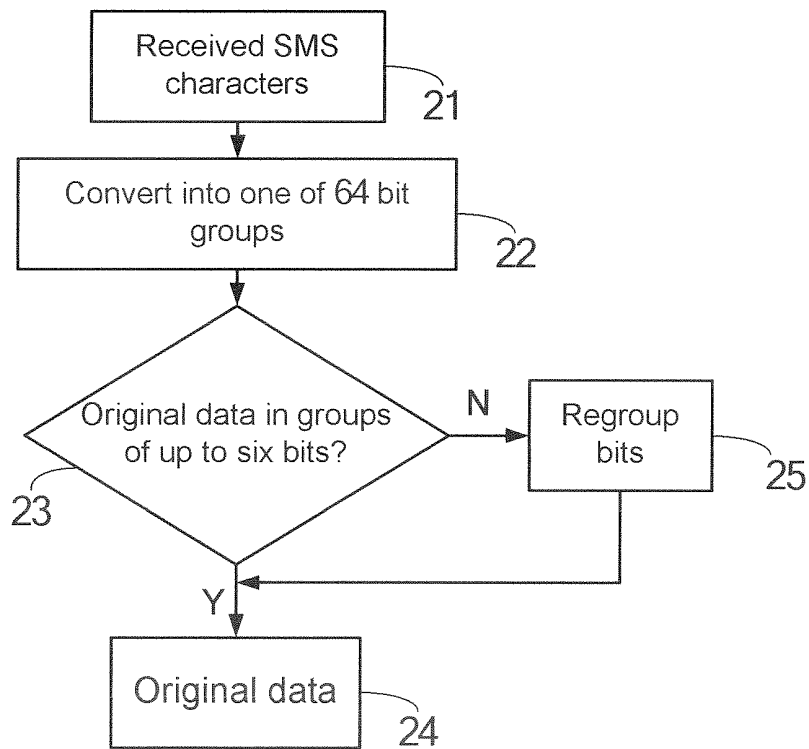 Received SMS
characters
21
Convert into one of 64 bit
groups
22
Original data in groups
of up to six bits?
23
N
Regroup
bits
25
Y
Original data
24